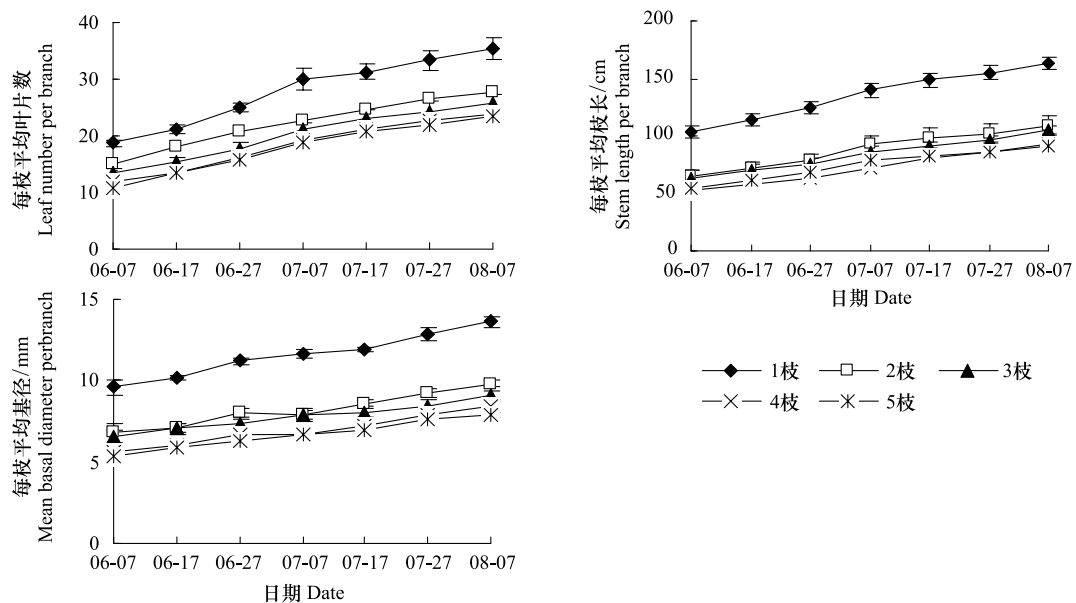 40
30
20
10
0
每枝平均叶片数
Leaf number per branch
06-07 06-17 06-27 07-07 07-17 07-27 08-07
200
150
100
50
0
每枝平均枝长/cm
Stem length per branch
06-07 06-17 06-27 07-07 07-17 07-27 08-07
日期 Date
15
10
5
0
每枝平均基径/mm
Mean basal diameter perbranch
06-07 06-17 06-27 07-07 07-17 07-27 08-07
日期 Date
1枝 2枝 3枝
4枝 5枝